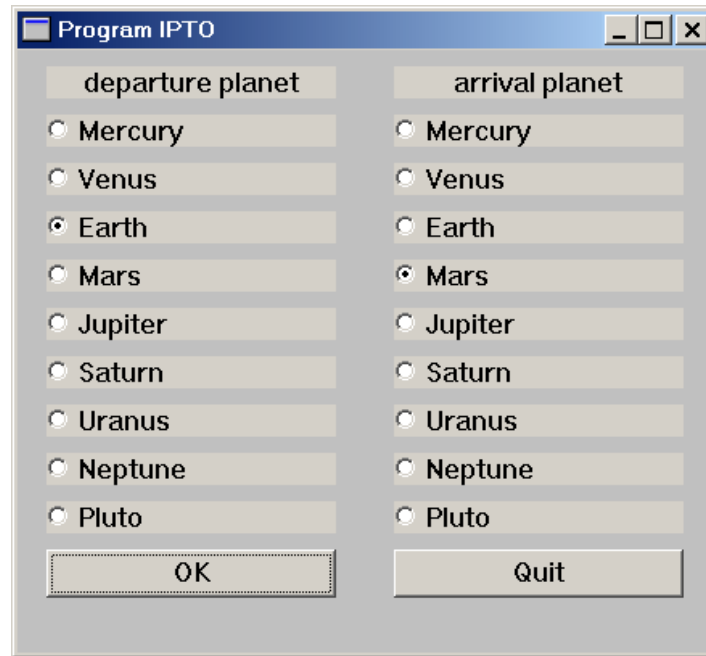 Program IPTO
departure planet
Mercury
Venus
Earth
Mars
Jupiter
Saturn
Uranus
Neptune
Pluto
OK
arrival planet
Mercury
Venus
Earth
Mars
Jupiter
Saturn
Uranus
Neptune
Pluto
Quit